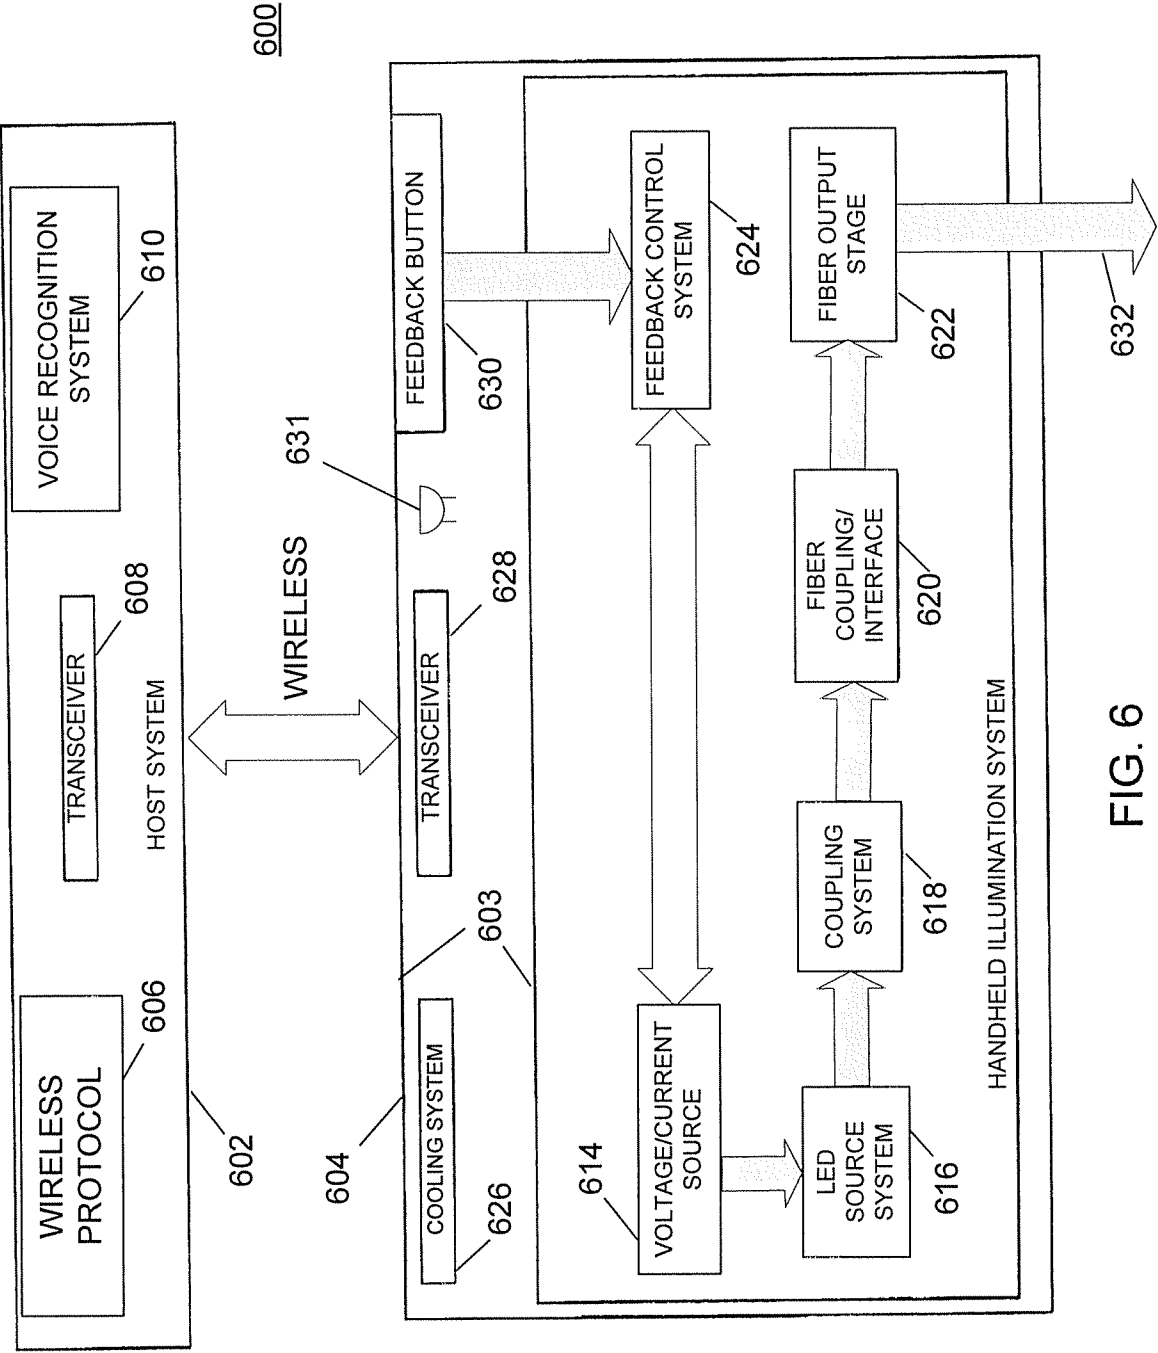 600
WIRELESS
PROTOCOL
606
TRANSCEIVER
608
VOICE RECOGNITION
SYSTEM
610
HOST SYSTEM
602
WIRELESS
604
603
COOLING SYSTEM
626
TRANSCEIVER
628
631
FEEDBACK BUTTON
630
614
VOLTAGE/CURRENT
SOURCE
FEEDBACK CONTROL
SYSTEM
624
LED
SOURCE
SYSTEM
616
COUPLING
SYSTEM
618
FIBER
COUPLING/
INTERFACE
620
FIBER OUTPUT
STAGE
622
HANDHELD ILLUMINATION SYSTEM
632
FIG. 6